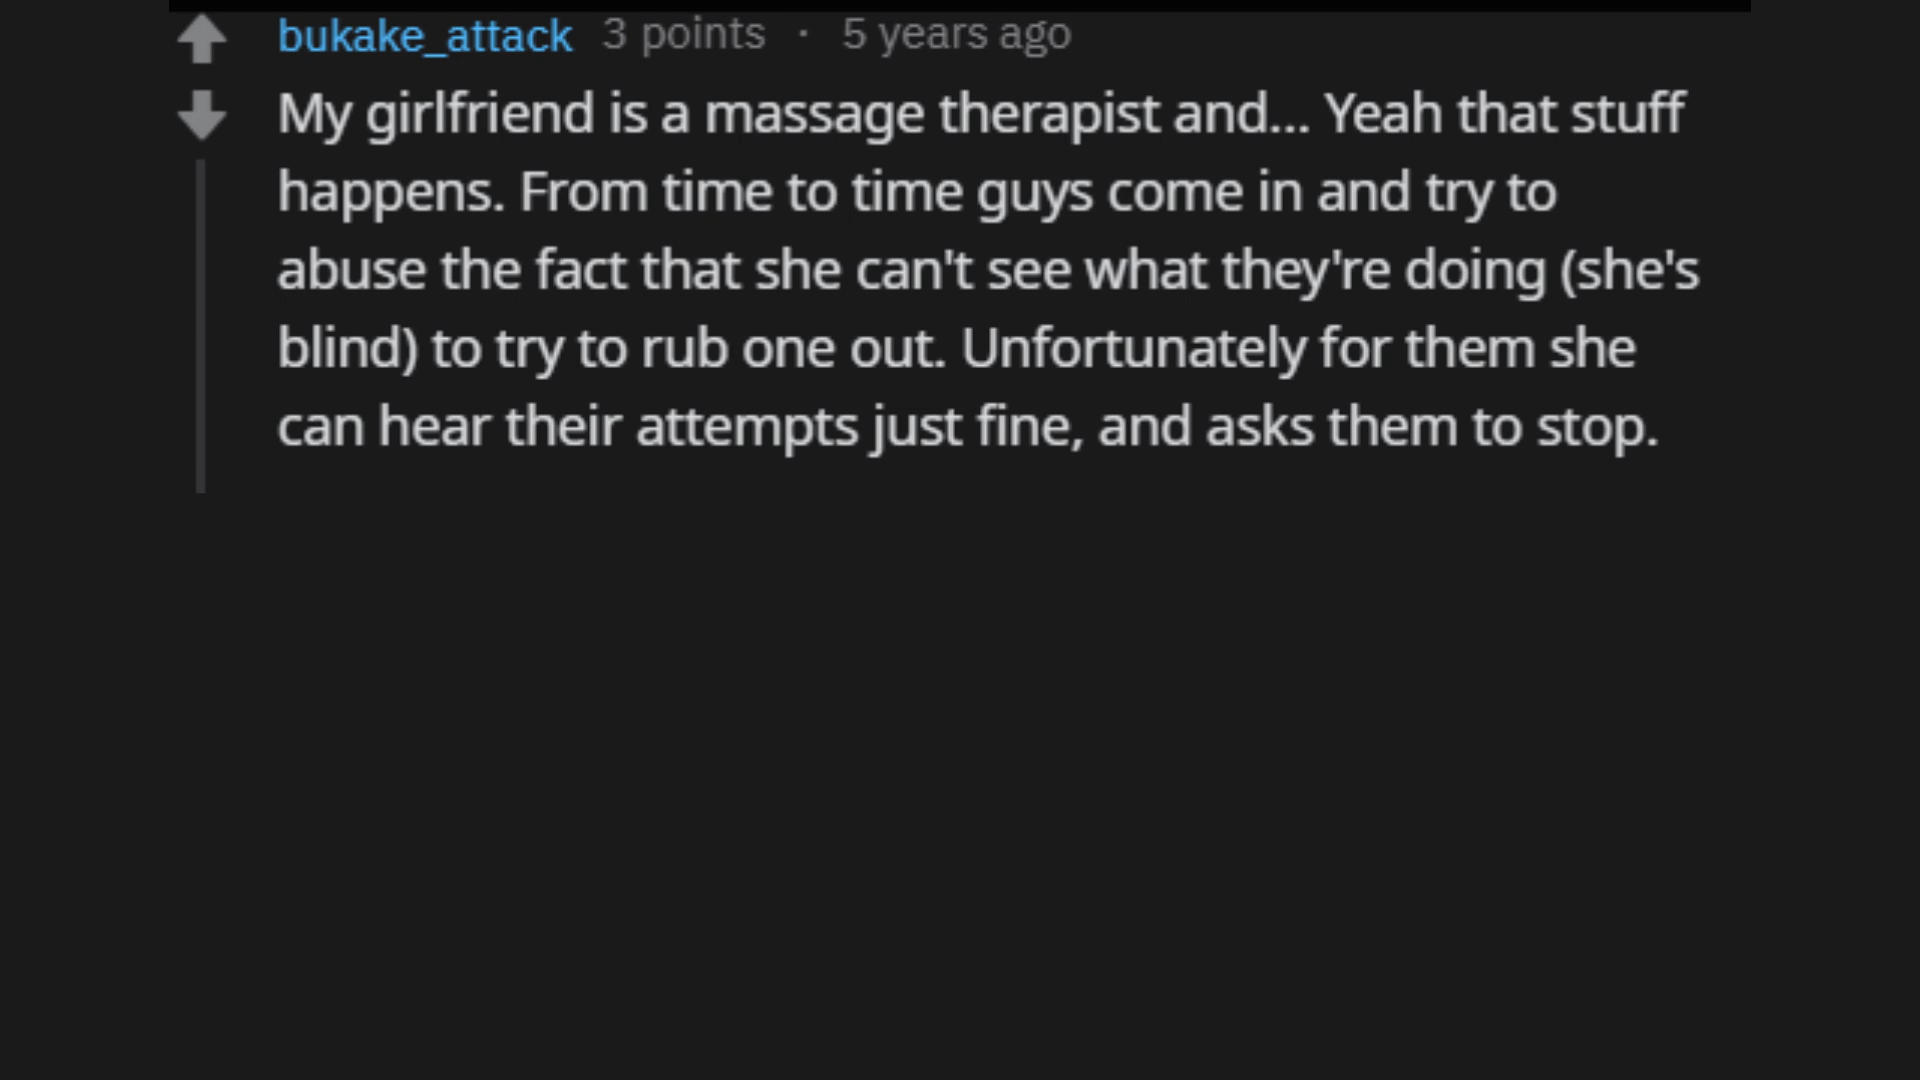 bukake_attack 3 points · 5 years ago
My girlfriend is a massage therapist and... Yeah that stuff
happens. From time to time guys come in and try to
abuse the fact that she can't see what they're doing (she's
blind) to try to rub one out. Unfortunately for them she
can hear their attempts just fine, and asks them to stop.